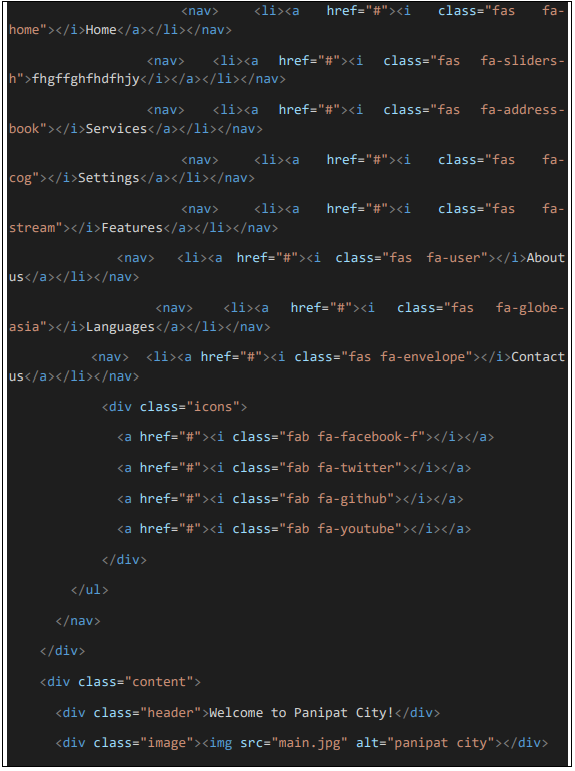 <nav> <li><a href="#"><i class="fas fa-
home"></i>Home</a></li></nav>
<nav> <li><a href="#"><i class="fas fa-sliders-
h">fhgffghfhdfhjy</i></a></li></nav>
<nav> <li><a href="#"><i class="fas fa-address-
book"></i>Services</a></li></nav>
<nav> <li><a href="#"><i class="fas fa-
cog"></i>Settings</a></li></nav>
<nav> <li><a href="#"><i class="fas fa-
stream"></i>Features</a></li></nav>
<nav> <li><a href="#"><i class="fas fa-user"></i>About
us</a></li></nav>
<nav> <li><a href="#"><i class="fas fa-globe-
asia"></i>Languages</a></li></nav>
<nav> <li><a href="#"><i class="fas fa-envelope"></i>Contact
us</a></li></nav>
<div class="icons">
<a href="#"><i class="fab fa-facebook-f"></i></a>
<a href="#"><i class="fab fa-twitter"></i></a>
<a href="#"><i class="fab fa-github"></i></a>
<a href="#"><i class="fab fa-youtube"></i></a>
</div>
</ul>
</nav>
</div>
<div class="content">
<div class="header">Welcome to Panipat City!</div>
<div class="image"><img src="main.jpg" alt="panipat city"></div>